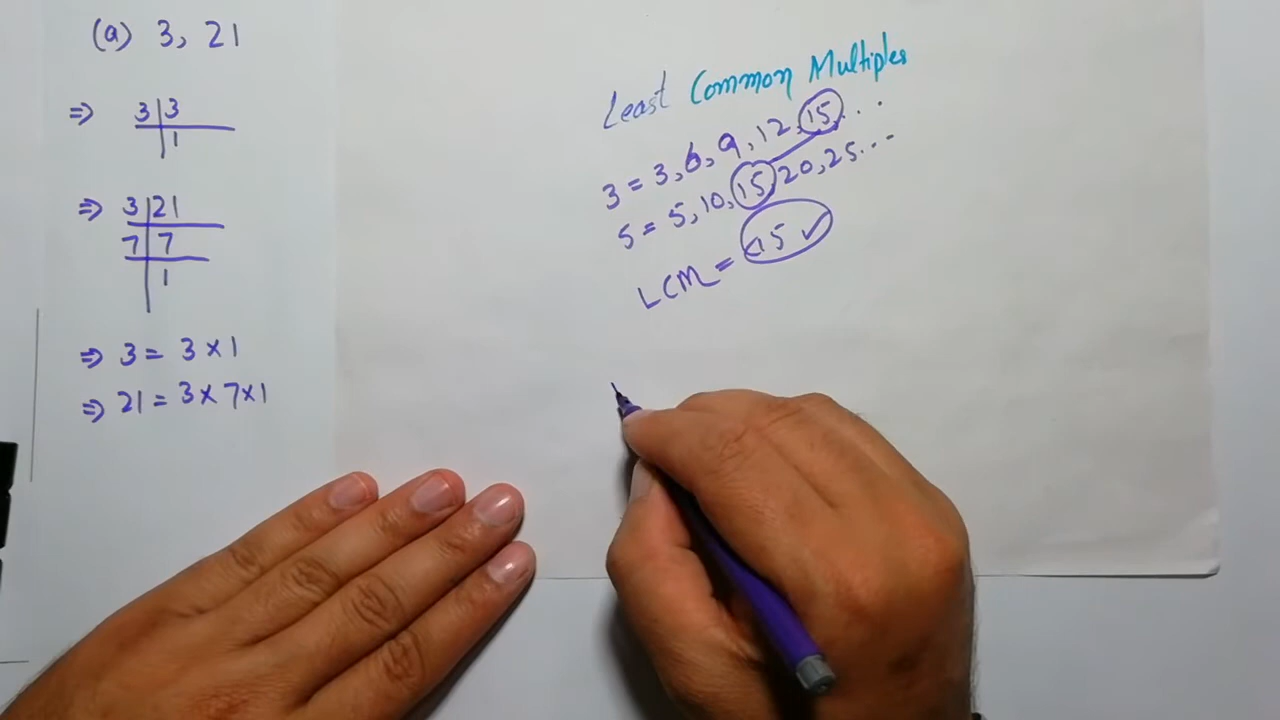 (a) 3, 21
⇒ 3 | 3
1
⇒ 3 | 21
7 | 7
1
⇒ 3 = 3 × 1
⇒ 21 = 3 × 7 × 1
Least Common Multiples
3 = 3, 6, 9, 12, 15, ...
5 = 5, 10, 15, 20, 25...
LCM = 15 ✓